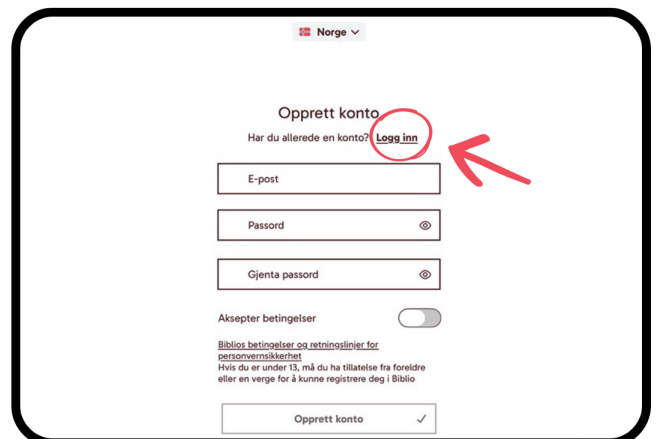 Norge
Opprett konto
Har du allerede en konto? Logg inn
E-post
Passord
Gjenta passord
Aksepter betingelser
Biblios betingelser og retningslinjer for
personvernsikkerhet
Hvis du er under 13, må du ha tillatelse fra foreldre
eller en verge for å kunne registrere deg i Biblio
Opprett konto